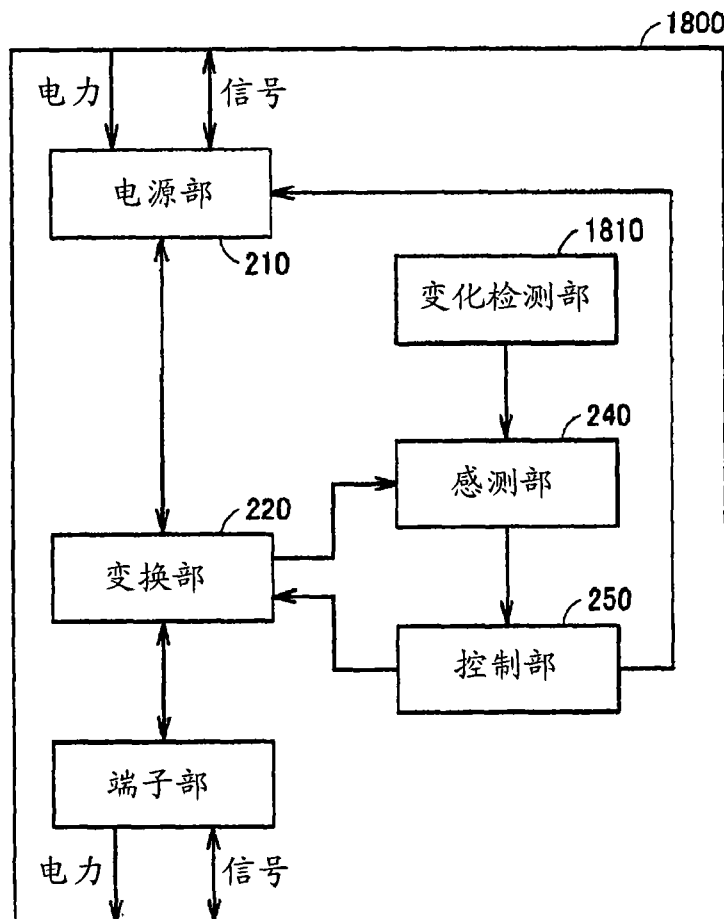 1800
电力
信号
电源部
210
1810
变化检测部
240
感测部
220
变换部
250
控制部
端子部
电力
信号